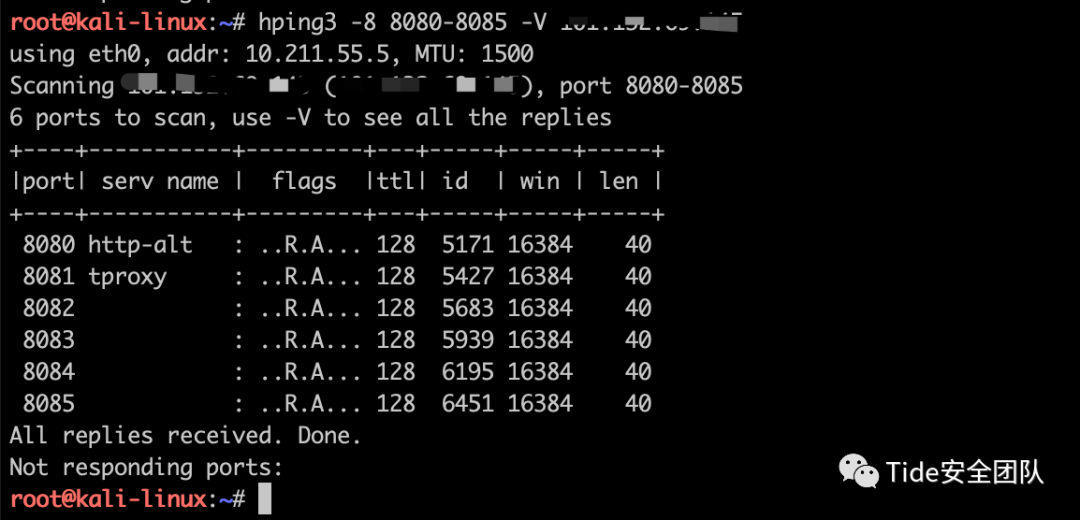 root@kali-linux:~# hping3 -8 8080-8085 -V
using eth0, addr: 10.211.55.5, MTU: 1500
Scanning ( ), port 8080-8085
6 ports to scan, use -V to see all the replies
+----+-----------+---------+---+-----+-----+-----+
|port| serv name |  flags  |ttl| id  | win | len |
+----+-----------+---------+---+-----+-----+-----+
 8080 http-alt   : ..R.A... 128  5171 16384    40
 8081 tproxy     : ..R.A... 128  5427 16384    40
 8082            : ..R.A... 128  5683 16384    40
 8083            : ..R.A... 128  5939 16384    40
 8084            : ..R.A... 128  6195 16384    40
 8085            : ..R.A... 128  6451 16384    40
All replies received. Done.
Not responding ports:
root@kali-linux:~#
Tide安全团队